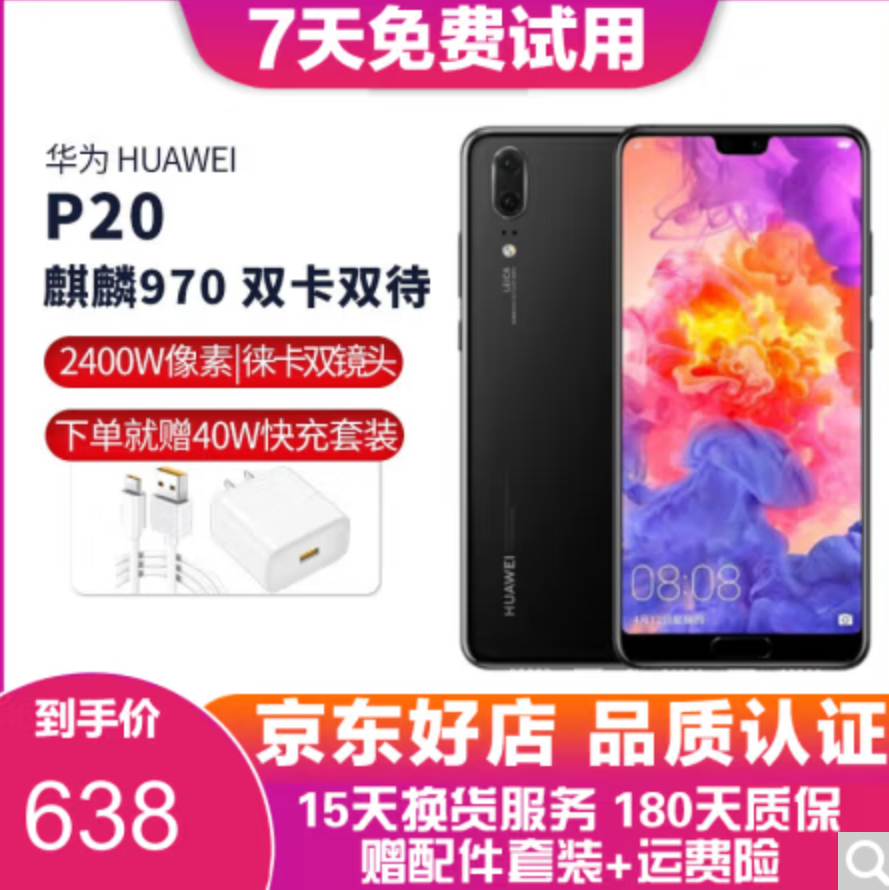 7天免费试用
华为 HUAWEI
P20
麒麟970 双卡双待
2400W像素|徕卡双镜头
下单就赠40W快充套装
LEICA
HUAWEI
08:08
到手价
638
京东好店 品质认证
15天换货服务 180天质保
赠配件套装+运费险